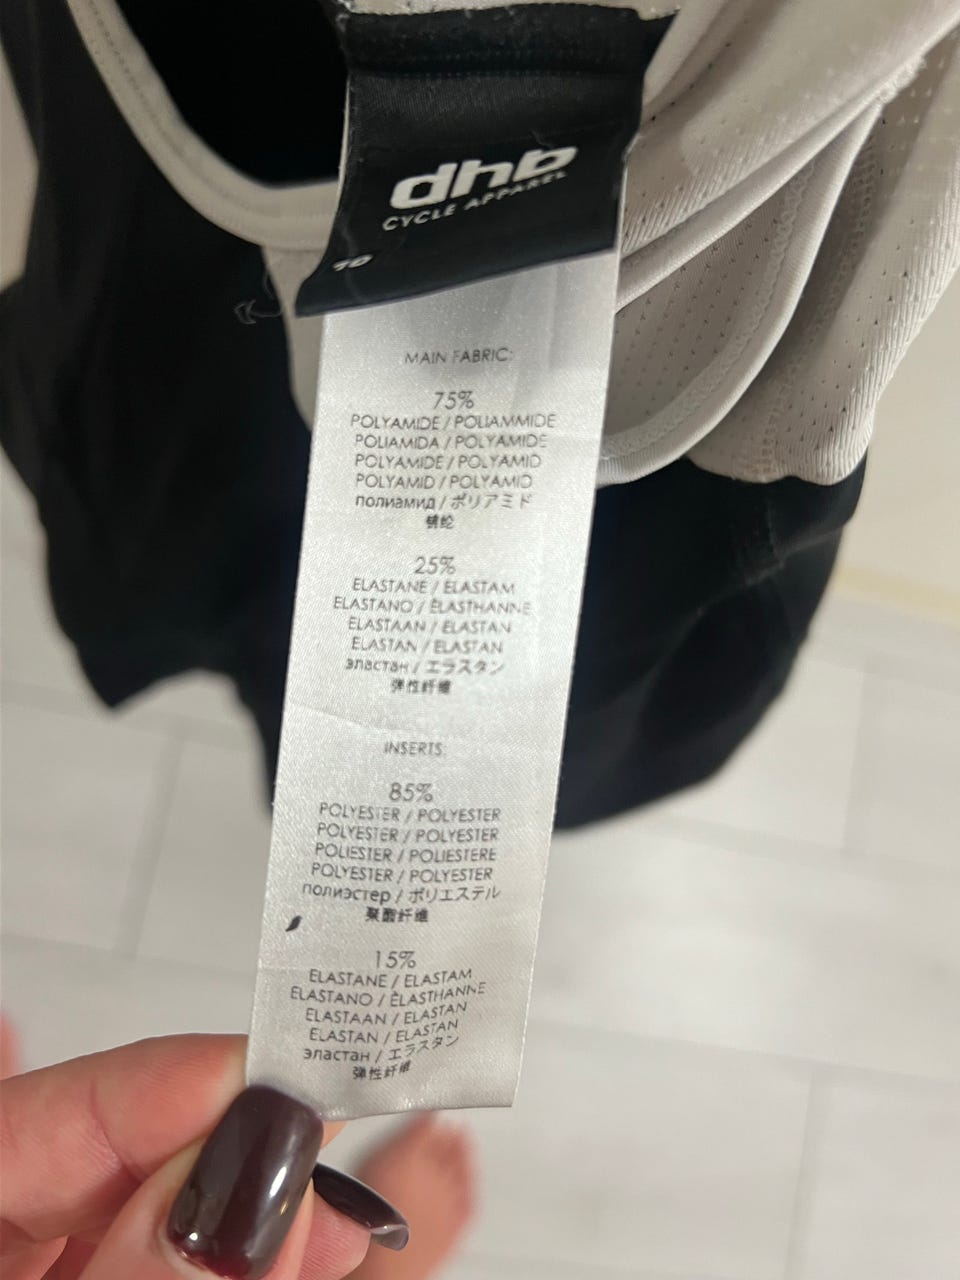 dhb
CYCLE APPAREL
10
MAIN FABRIC:
75%
POLYAMIDE / POLIAMMIDE
POLIAMIDA / POLYAMIDE
POLYAMIDE / POLYAMID
POLYAMID / POLYAMID
полиамид / ポリアミド
锦纶
25%
ELASTANE / ELASTAM
ELASTANO / ÉLASTHANNE
ELASTAAN / ELASTAN
ELASTAN / ELASTAN
эластан / エラスタン
弹性纤维
INSERTS:
85%
POLYESTER / POLYESTER
POLYESTER / POLYESTER
POLIESTER / POLIESTERE
POLYESTER / POLYESTER
полиэстер / ポリエステル
聚酯纤维
15%
ELASTANE / ELASTAM
ELASTANO / ÉLASTHANNE
ELASTAAN / ELASTAN
ELASTAN / ELASTAN
эластан / エラスタン
弹性纤维